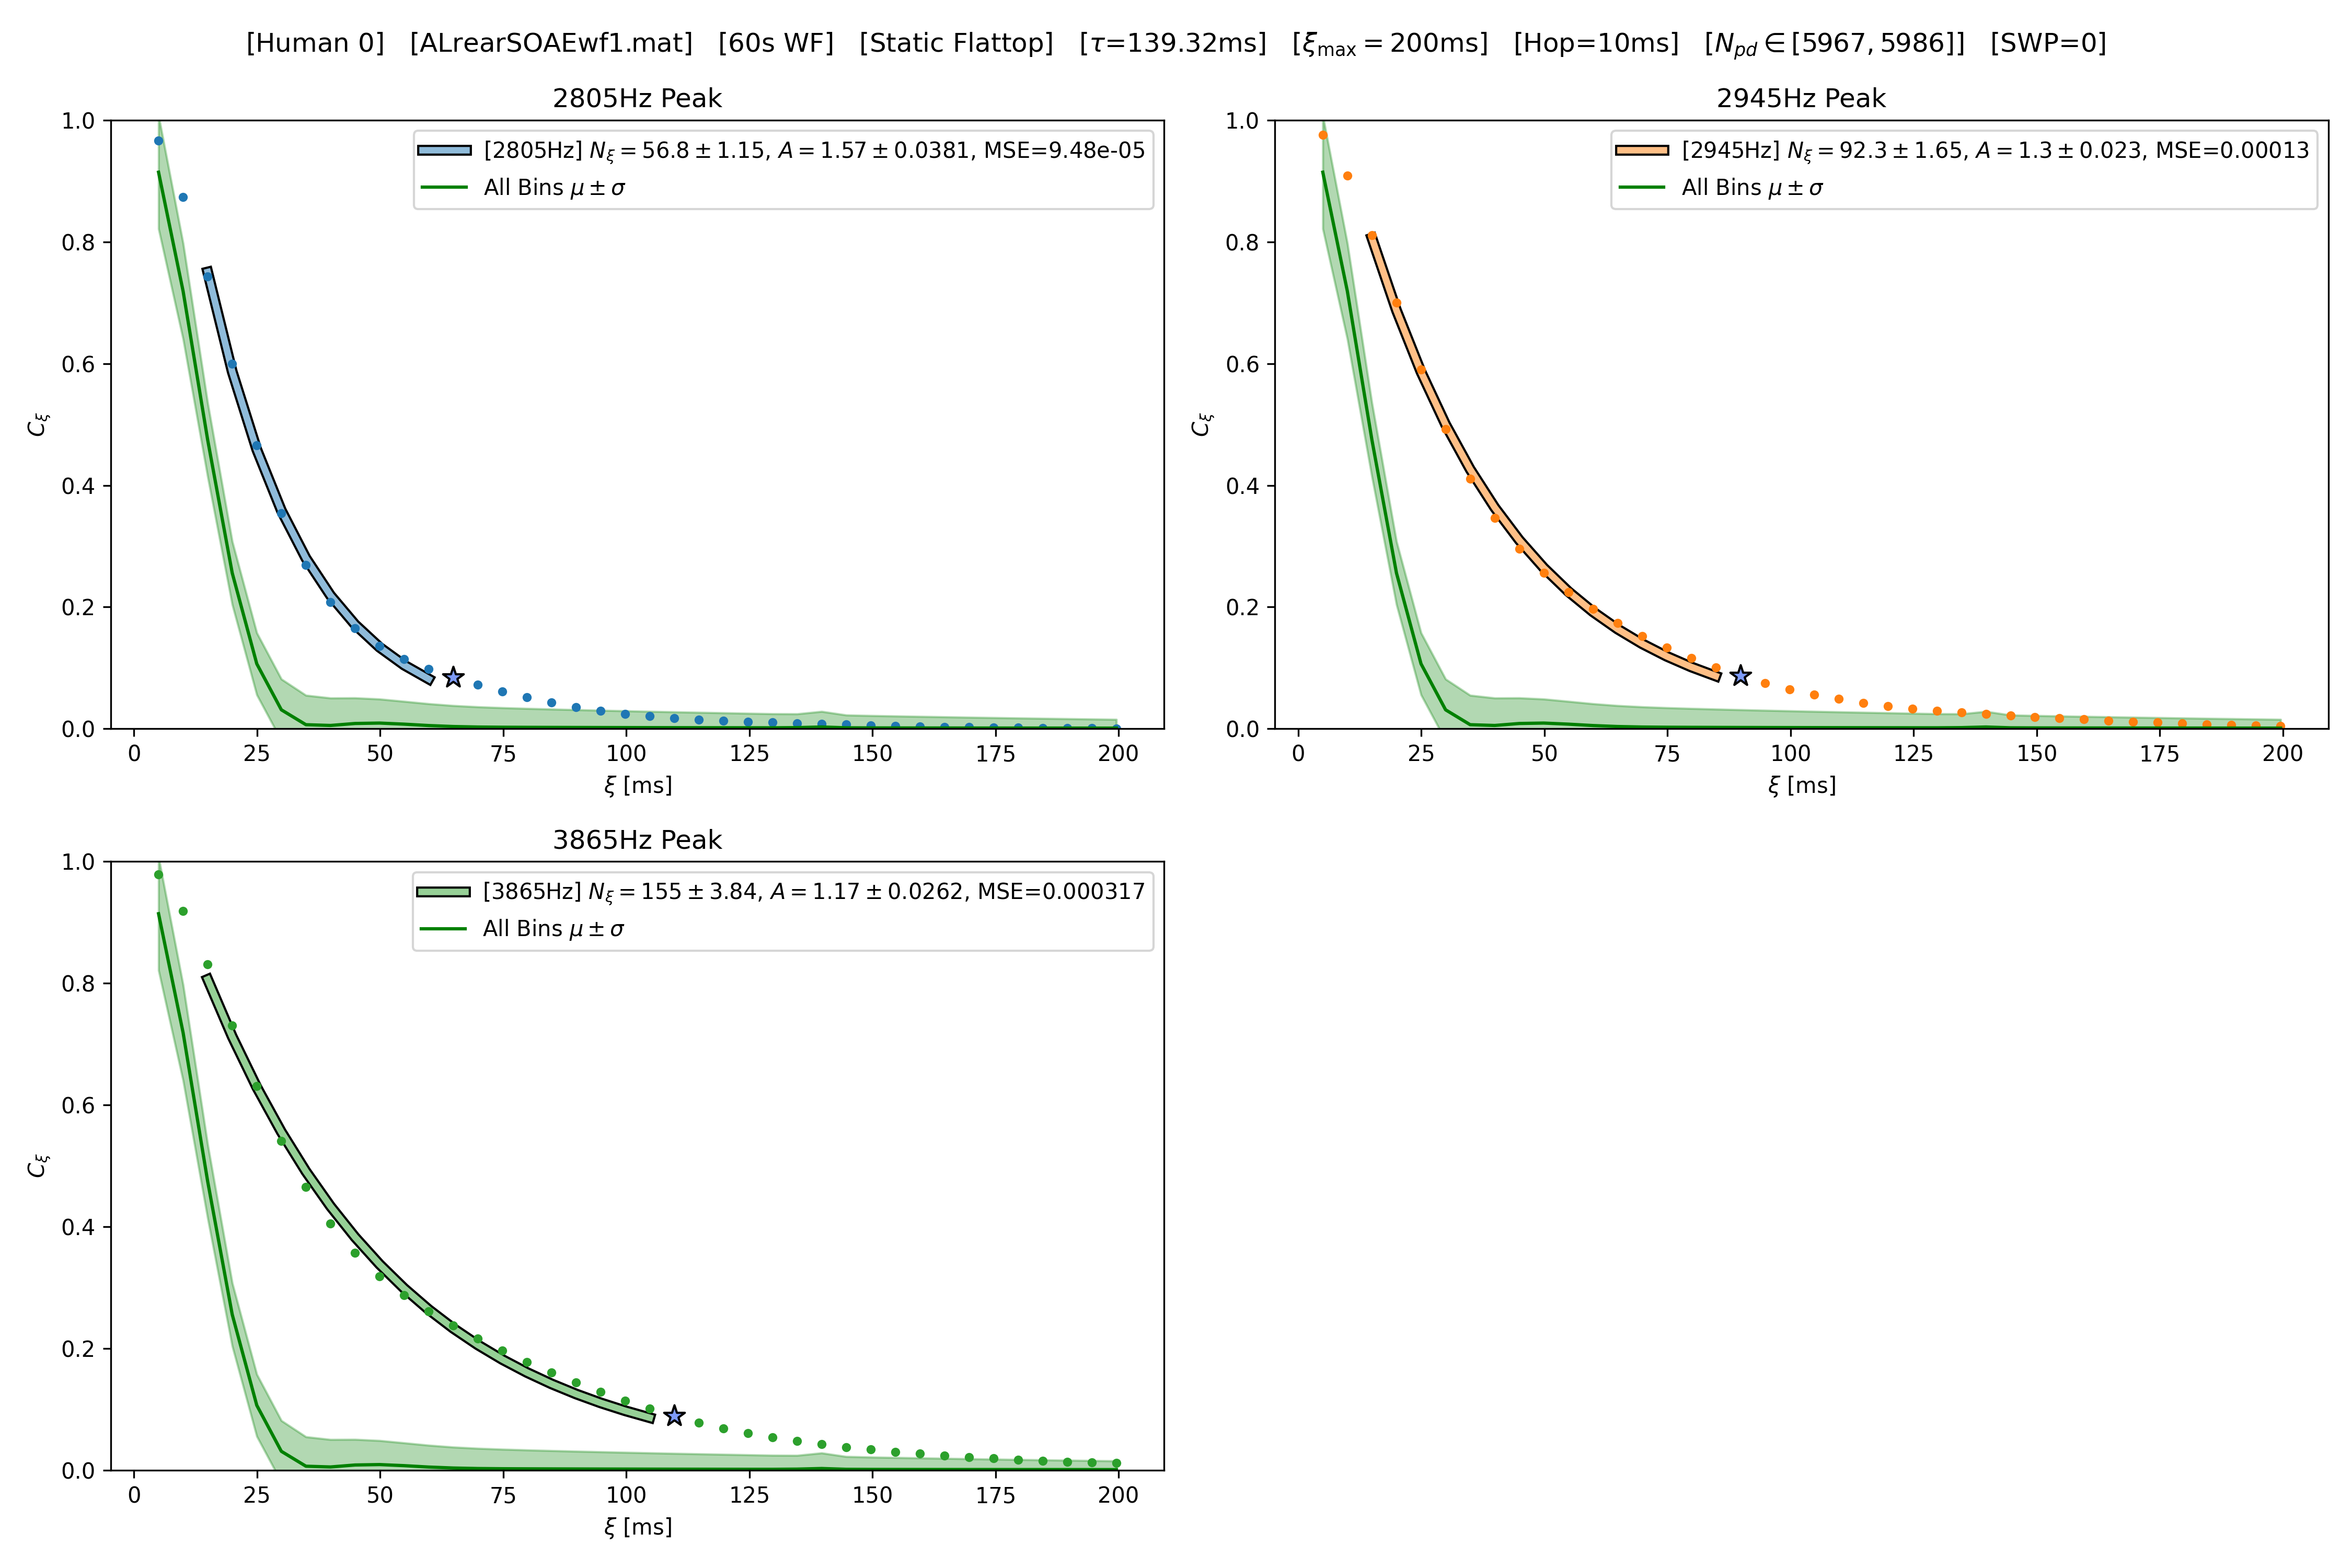 [Human 0] [ALrearSOAEwf1.mat] [60s WF] [Static Flattop] [τ=139.32ms] [ξmax = 200ms] [Hop=10ms] [Npd ∈ [5967, 5986]] [SWP=0]
2805Hz Peak
[2805Hz] Nξ = 56.8 ± 1.15, A = 1.57 ± 0.0381, MSE=9.48e-05
All Bins μ ± σ
1.0
0.8
0.6
0.4
0.2
0.0
Cξ
0 25 50 75 100 125 150 175 200
ξ [ms]
2945Hz Peak
[2945Hz] Nξ = 92.3 ± 1.65, A = 1.3 ± 0.023, MSE=0.00013
All Bins μ ± σ
1.0
0.8
0.6
0.4
0.2
0.0
Cξ
0 25 50 75 100 125 150 175 200
ξ [ms]
3865Hz Peak
[3865Hz] Nξ = 155 ± 3.84, A = 1.17 ± 0.0262, MSE=0.000317
All Bins μ ± σ
1.0
0.8
0.6
0.4
0.2
0.0
Cξ
0 25 50 75 100 125 150 175 200
ξ [ms]